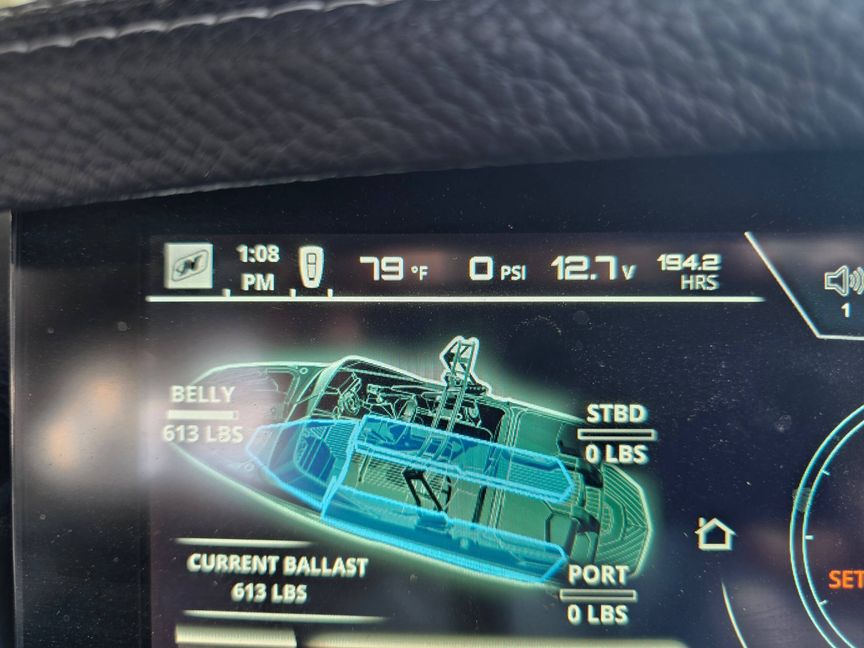 1:08
PM
79 °F
0 PSI
12.7 V
194.2
HRS
1
BELLY
613 LBS
STBD
0 LBS
CURRENT BALLAST
613 LBS
PORT
0 LBS
SET